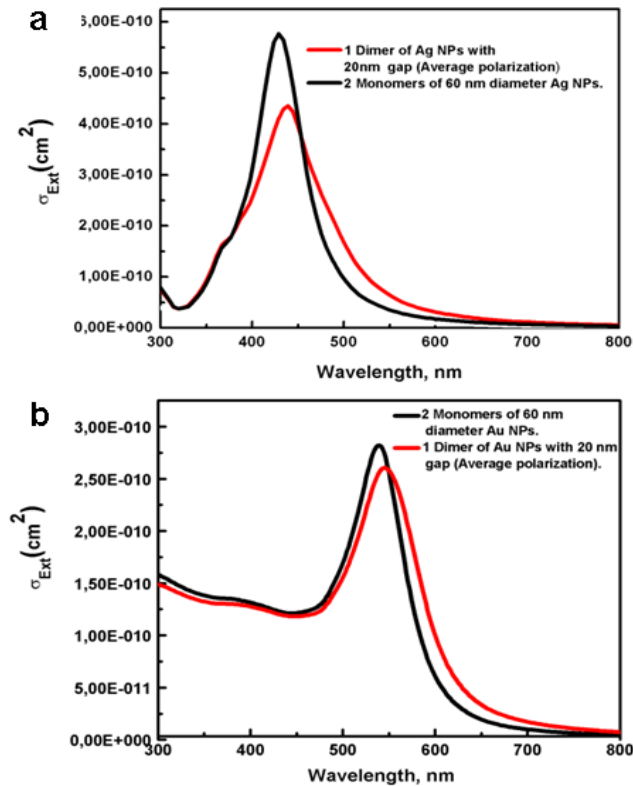 a
,6,00E-010
5,00E-010
4,00E-010
3,00E-010
2,00E-010
1,00E-010
0,00E+000
σExt(cm2)
1 Dimer of Ag NPs with
20nm gap (Average polarization)
2 Monomers of 60 nm diameter Ag NPs.
300 400 500 600 700 800
Wavelength, nm
b
3,00E-010
2,50E-010
2,00E-010
1,50E-010
1,00E-010
5,00E-011
0,00E+000
σExt(cm2)
2 Monomers of 60 nm
diameter Au NPs.
1 Dimer of Au NPs with 20 nm
gap (Average polarization).
300 400 500 600 700 800
Wavelength, nm